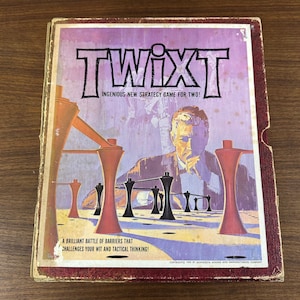 TWiXT
INGENIOUS NEW STRATEGY GAME FOR TWO!
A BRILLIANT BATTLE OF BARRIERS THAT
CHALLENGES YOUR WIT AND TACTICAL THINKING!